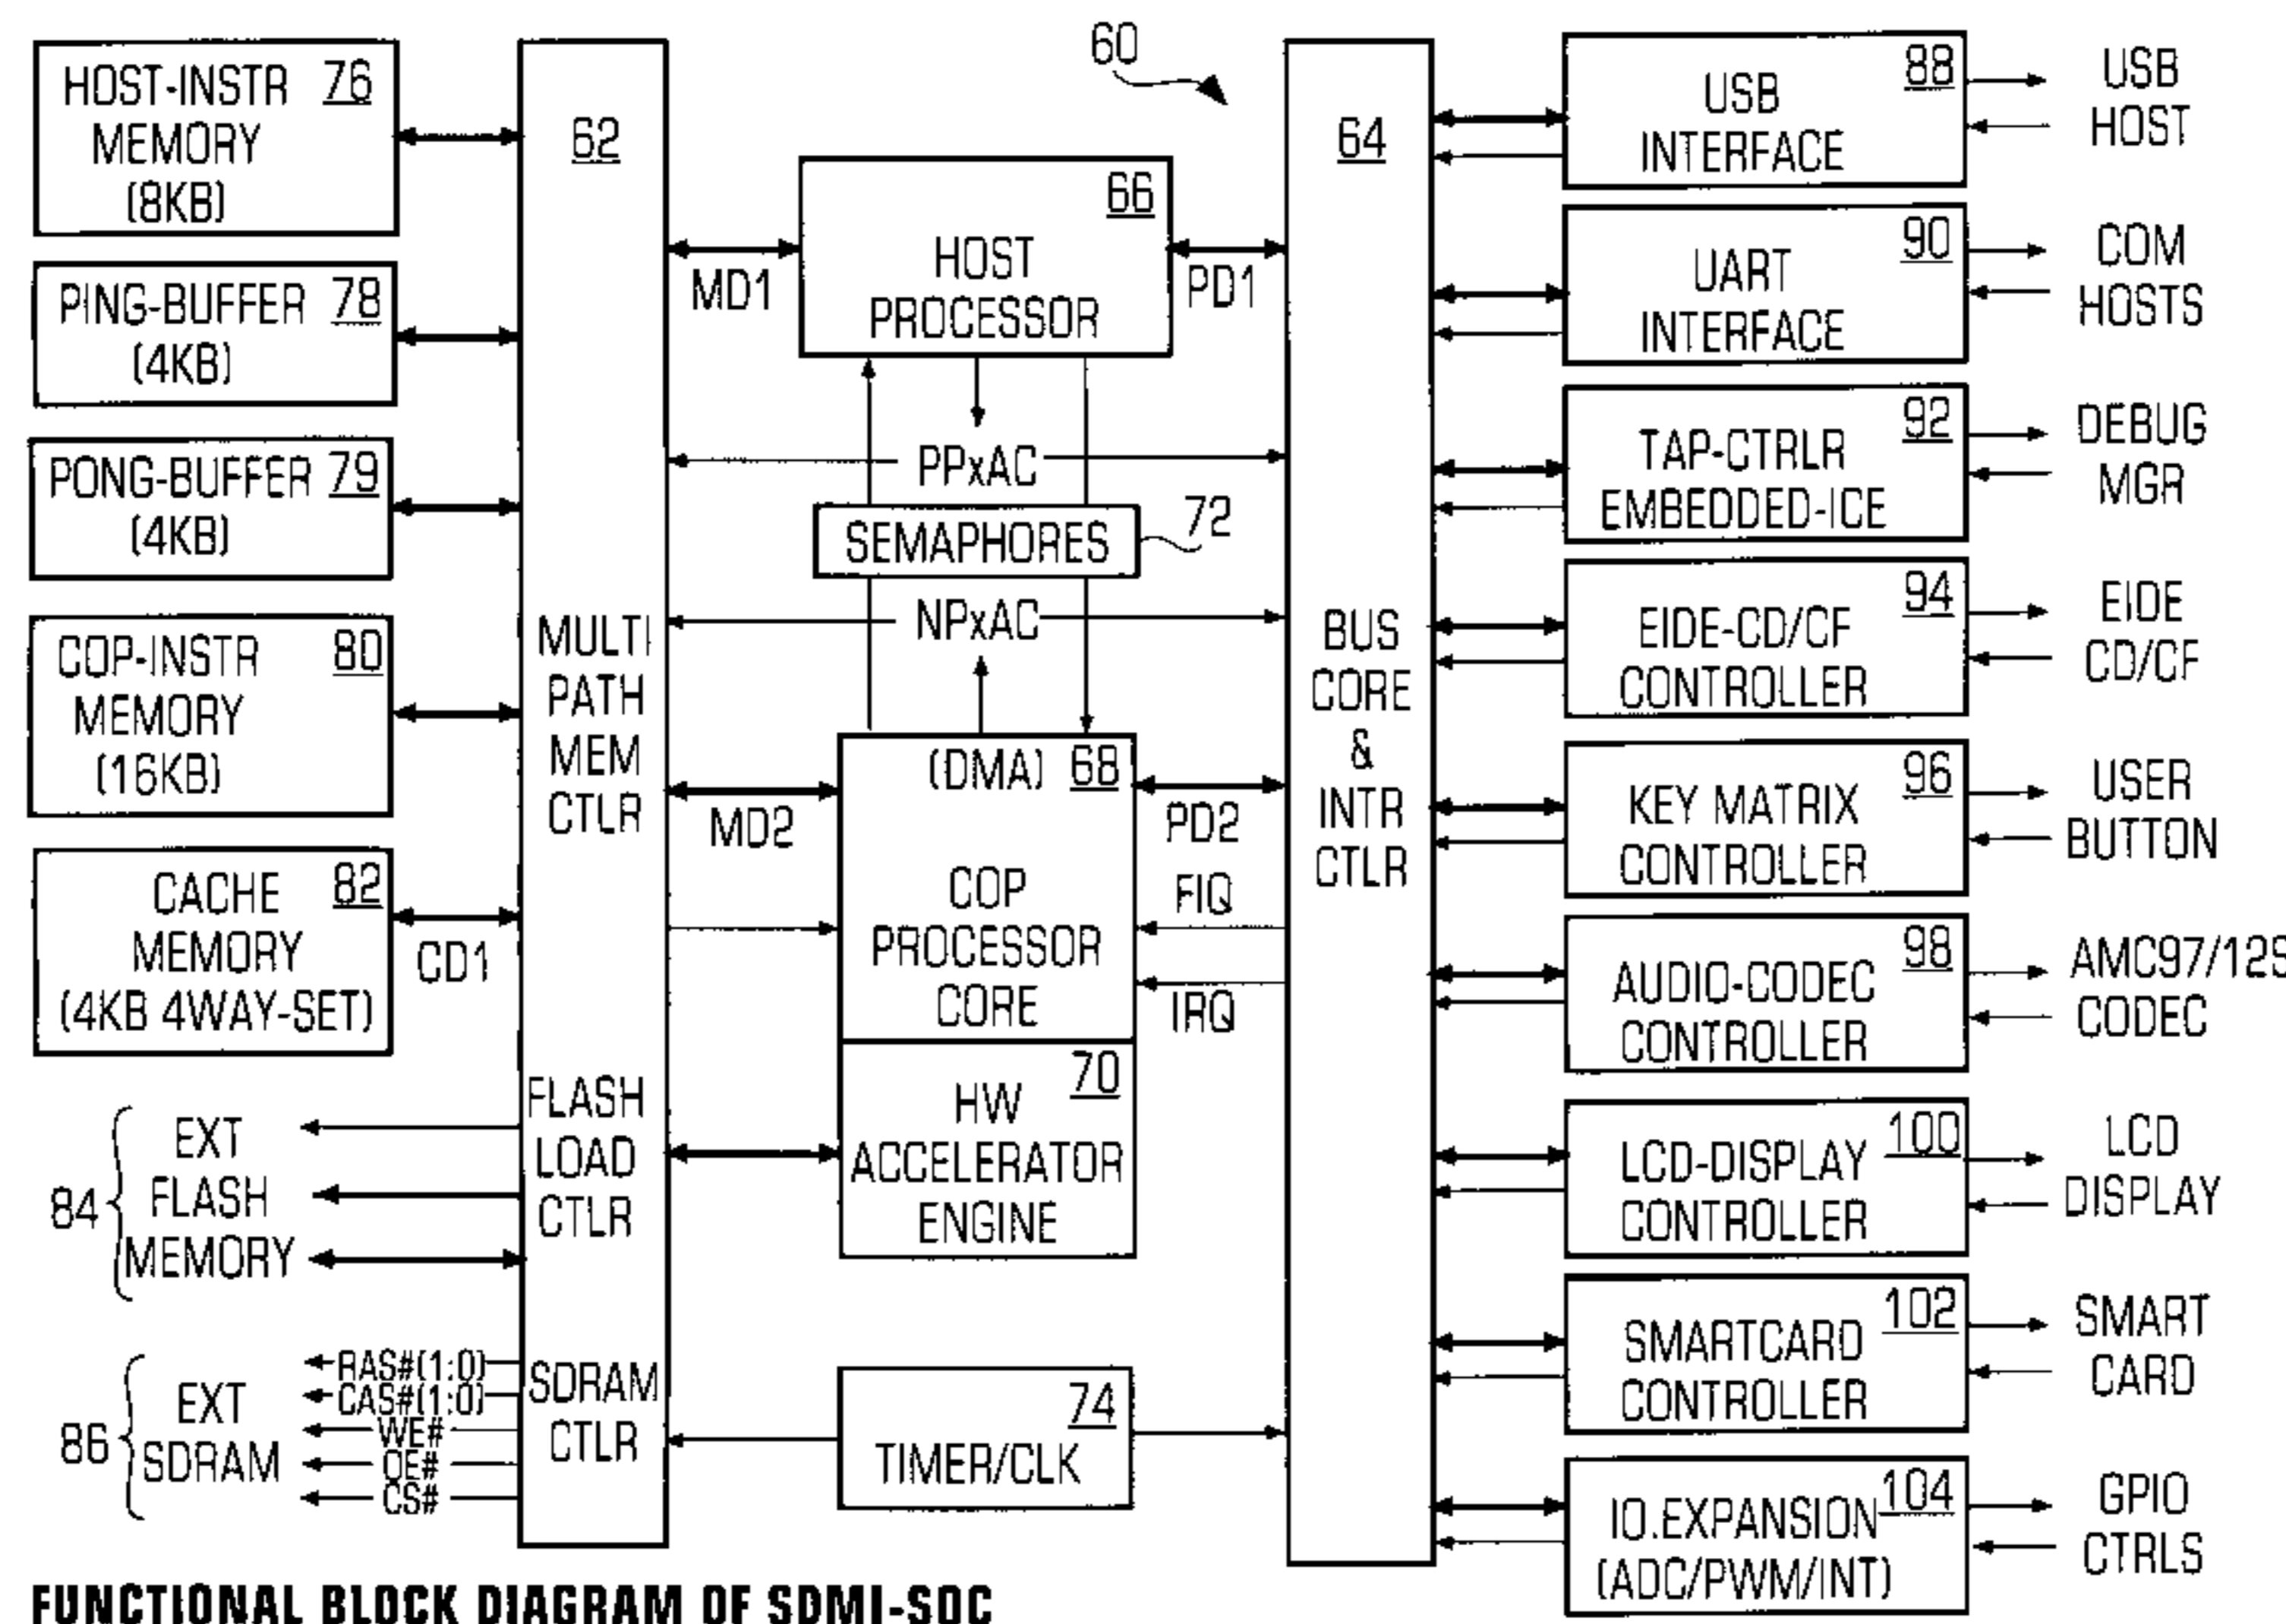 HOST-INSTR 76
MEMORY
(8KB)
PING-BUFFER 78
(4KB)
PONG-BUFFER 79
(4KB)
COP-INSTR 80
MEMORY
(16KB)
CACHE 82
MEMORY
(4KB 4WAY-SET)
CD1
84
EXT
FLASH
MEMORY
86
EXT
SDRAM
RAS#(1:0)
CAS#(1:0)
WE#
OE#
CS#
62
MULTI
PATH
MEM
CTLR
FLASH
LOAD
CTLR
SDRAM
CTLR
60
66
HOST
PROCESSOR
MD1
PD1
PPxAC
SEMAPHORES
72
NPxAC
(DMA) 68
COP
PROCESSOR
CORE
MD2
PD2
FIQ
IRQ
70
HW
ACCELERATOR
ENGINE
74
TIMER/CLK
64
BUS
CORE
&
INTR
CTLR
88
USB
INTERFACE
USB
HOST
90
UART
INTERFACE
COM
HOSTS
92
TAP-CTRLR
EMBEDDED-ICE
DEBUG
MGR
94
EIDE-CD/CF
CONTROLLER
EIDE
CD/CF
96
KEY MATRIX
CONTROLLER
USER
BUTTON
98
AUDIO-CODEC
CONTROLLER
AMC97/12S
CODEC
100
LCD-DISPLAY
CONTROLLER
LCD
DISPLAY
102
SMARTCARD
CONTROLLER
SMART
CARD
104
IO.EXPANSION
(ADC/PWM/INT)
GPIO
CTRLS
FUNCTIONAL BLOCK DIAGRAM OF SDMI-SOC